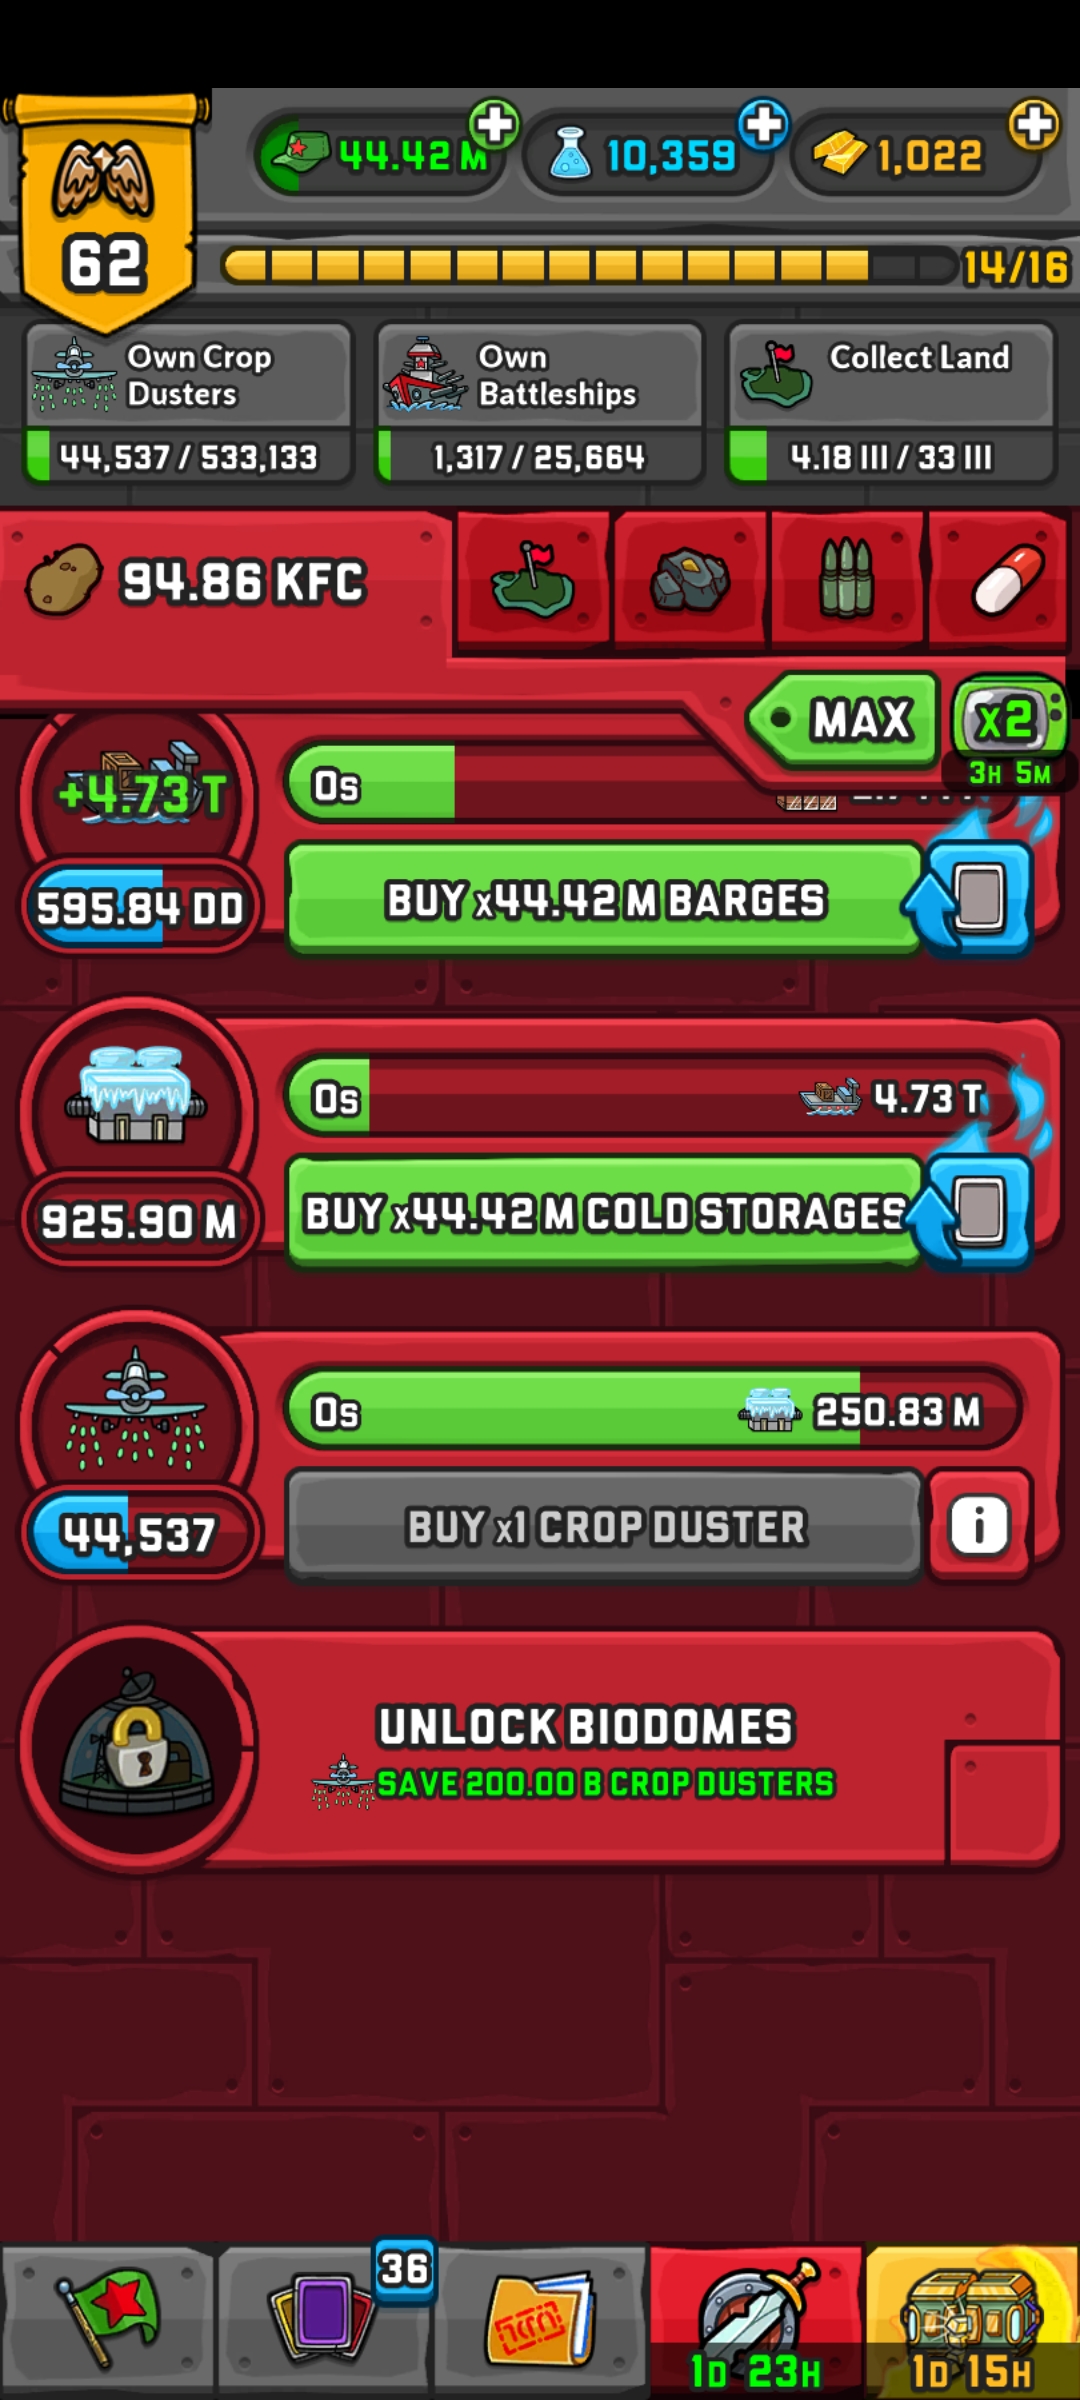 62
44.42 M
10,359
1,022
14/16
Own Crop
Dusters
44,537 / 533,133
Own
Battleships
1,317 / 25,664
Collect Land
4.18 III / 33 III
94.86 KFC
MAX
x2
3H 5M
+4.73 T
0s
595.84 DD
BUY x44.42 M BARGES
0s
4.73 T
925.90 M
BUY x44.42 M COLD STORAGES
0s
250.83 M
44,537
BUY x1 CROP DUSTER
i
UNLOCK BIODOMES
SAVE 200.00 B CROP DUSTERS
36
1D 23H
1D 15H